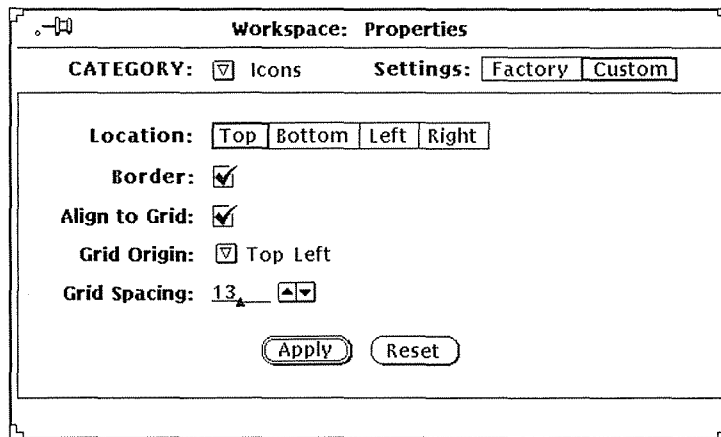 Workspace: Properties
CATEGORY: Icons Settings: Factory Custom
Location: Top Bottom Left Right
Border:
Align to Grid:
Grid Origin: Top Left
Grid Spacing: 13
Apply Reset